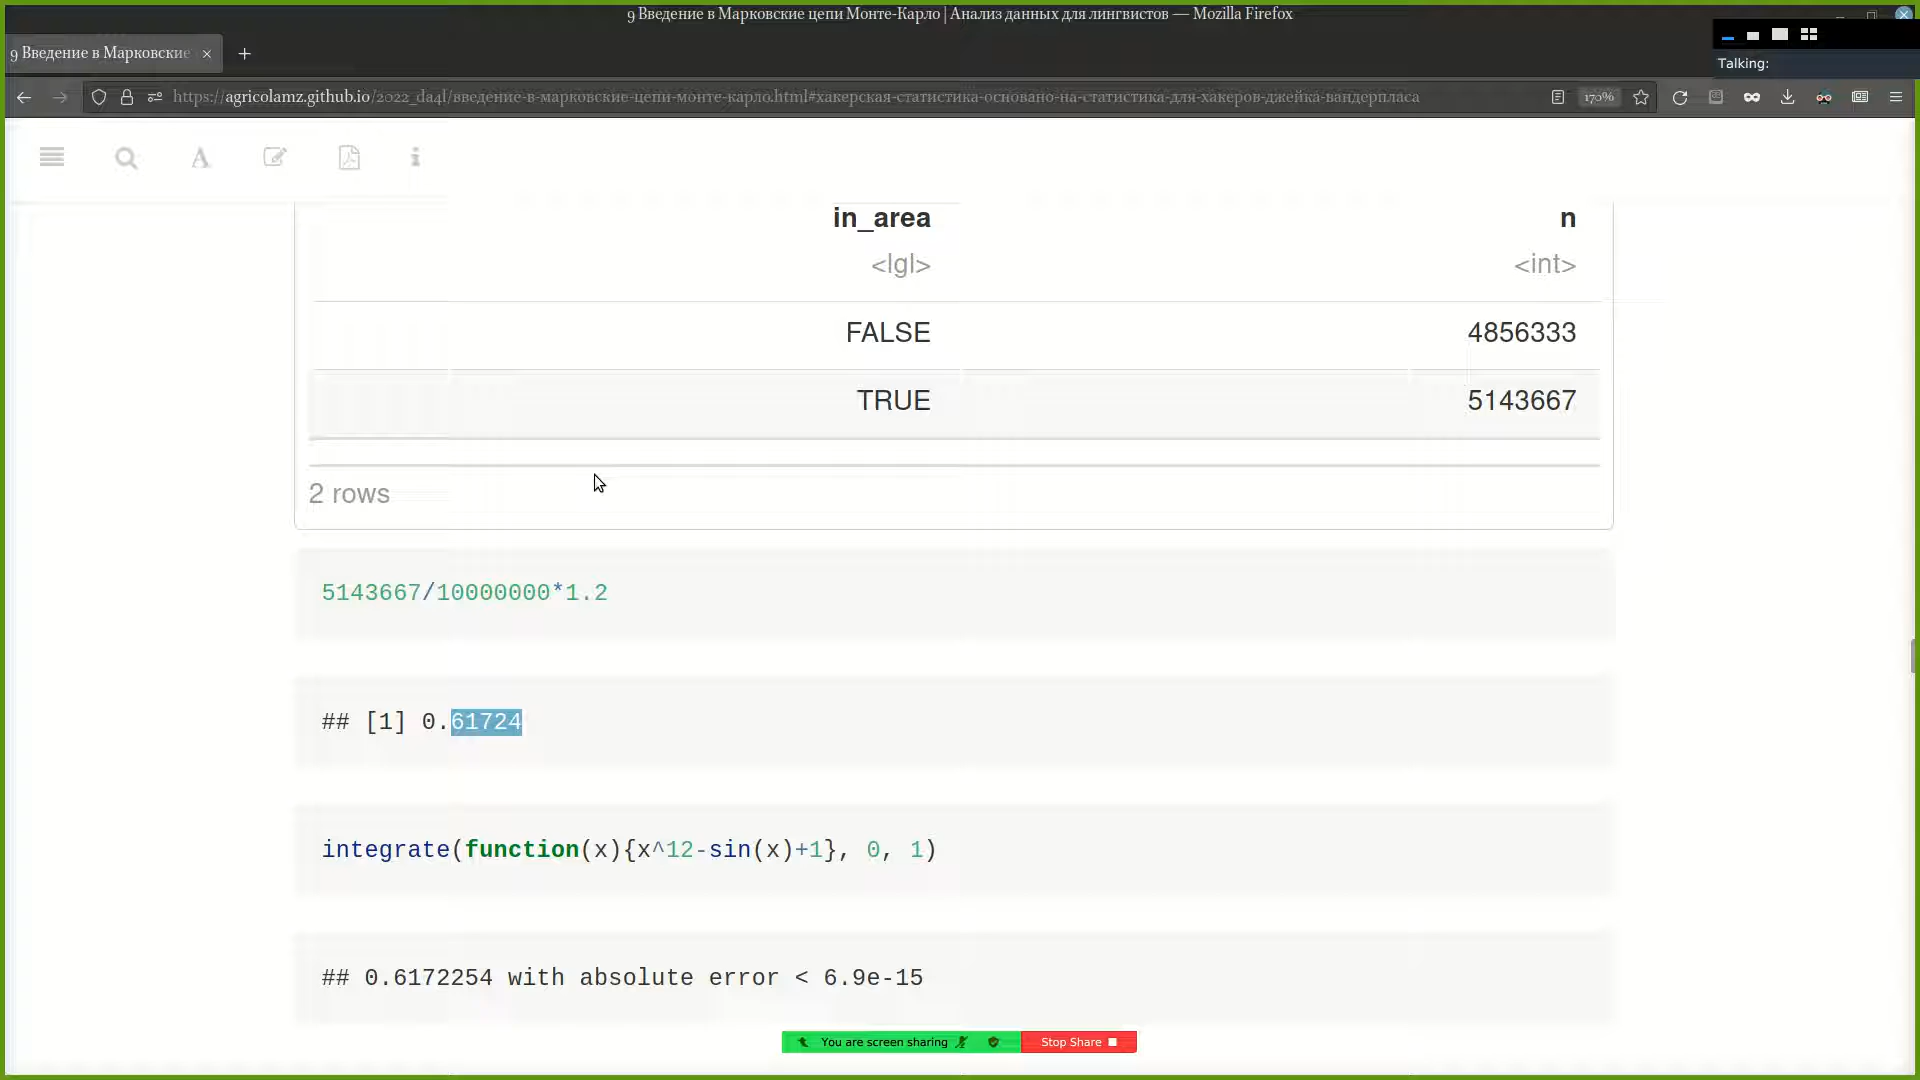 9 Введение в Марковские цепи Монте-Карло | Анализ данных для лингвистов — Mozilla Firefox
9 Введение в Марковские
Talking:
https://agricolamz.github.io/2022_da4l/введение-в-марковские-цепи-монте-карло.html#хакерская-статистика-основано-на-статистика-для-хакеров-джейка-вандерпласа
170%
in_area n
<lgl> <int>
FALSE 4856333
TRUE 5143667
2 rows
5143667/10000000*1.2
## [1] 0.61724
integrate(function(x){x^12-sin(x)+1}, 0, 1)
## 0.6172254 with absolute error < 6.9e-15
You are screen sharing Stop Share